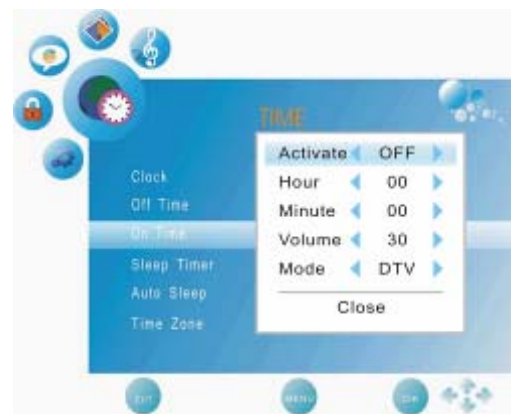 TIME
Activate OFF
Clock
Hour 00
Off Time
Minute 00
On Time
Volume 30
Sleep Timer
Mode DTV
Auto Sleep
Close
Time Zone
EXIT MENU